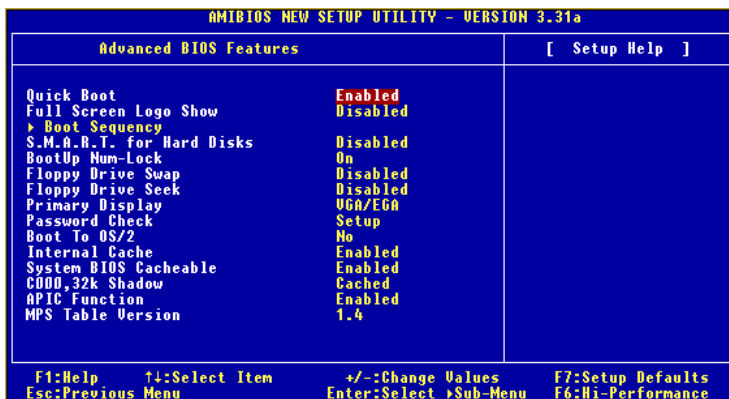 AMIBIOS NEW SETUP UTILITY - VERSION 3.31a
Advanced BIOS Features
[ Setup Help ]
Quick Boot Enabled
Full Screen Logo Show Disabled
▸ Boot Sequency
S.M.A.R.T. for Hard Disks Disabled
BootUp Num-Lock On
Floppy Drive Swap Disabled
Floppy Drive Seek Disabled
Primary Display VGA/EGA
Password Check Setup
Boot To OS/2 No
Internal Cache Enabled
System BIOS Cacheable Enabled
C000,32k Shadow Cached
APIC Function Enabled
MPS Table Version 1.4
F1:Help ↑↓:Select Item +/-:Change Values F7:Setup Defaults
Esc:Previous Menu Enter:Select ▸Sub-Menu F6:Hi-Performance